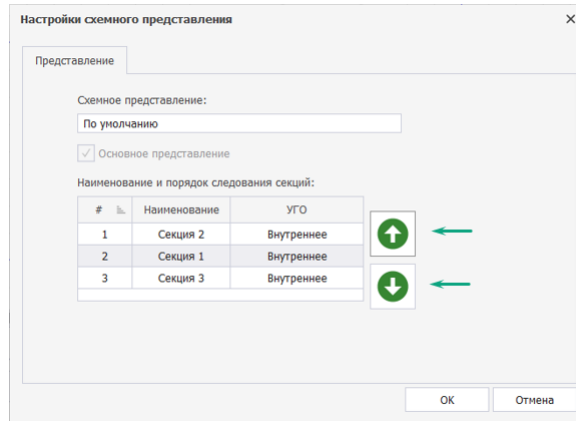 Настройки схемного представления
Представление
Схемное представление:
По умолчанию
Основное представление
Наименование и порядок следования секций:
# Наименование УГО
1 Секция 2 Внутреннее
2 Секция 1 Внутреннее
3 Секция 3 Внутреннее
ОК Отмена